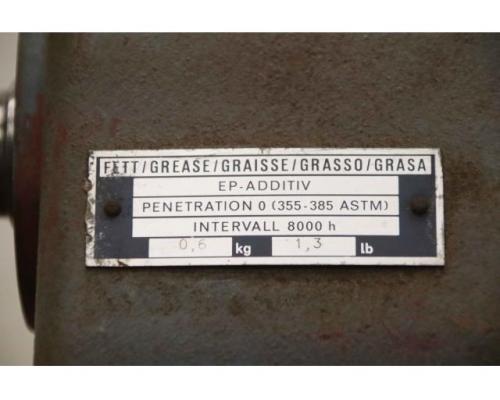 FETT/GREASE/GRAISSE/GRASSO/GRASA
EP-ADDITIV
PENETRATION 0 (355-385 ASTM)
INTERVALL 8000 h
0,6 kg 1,3 lb